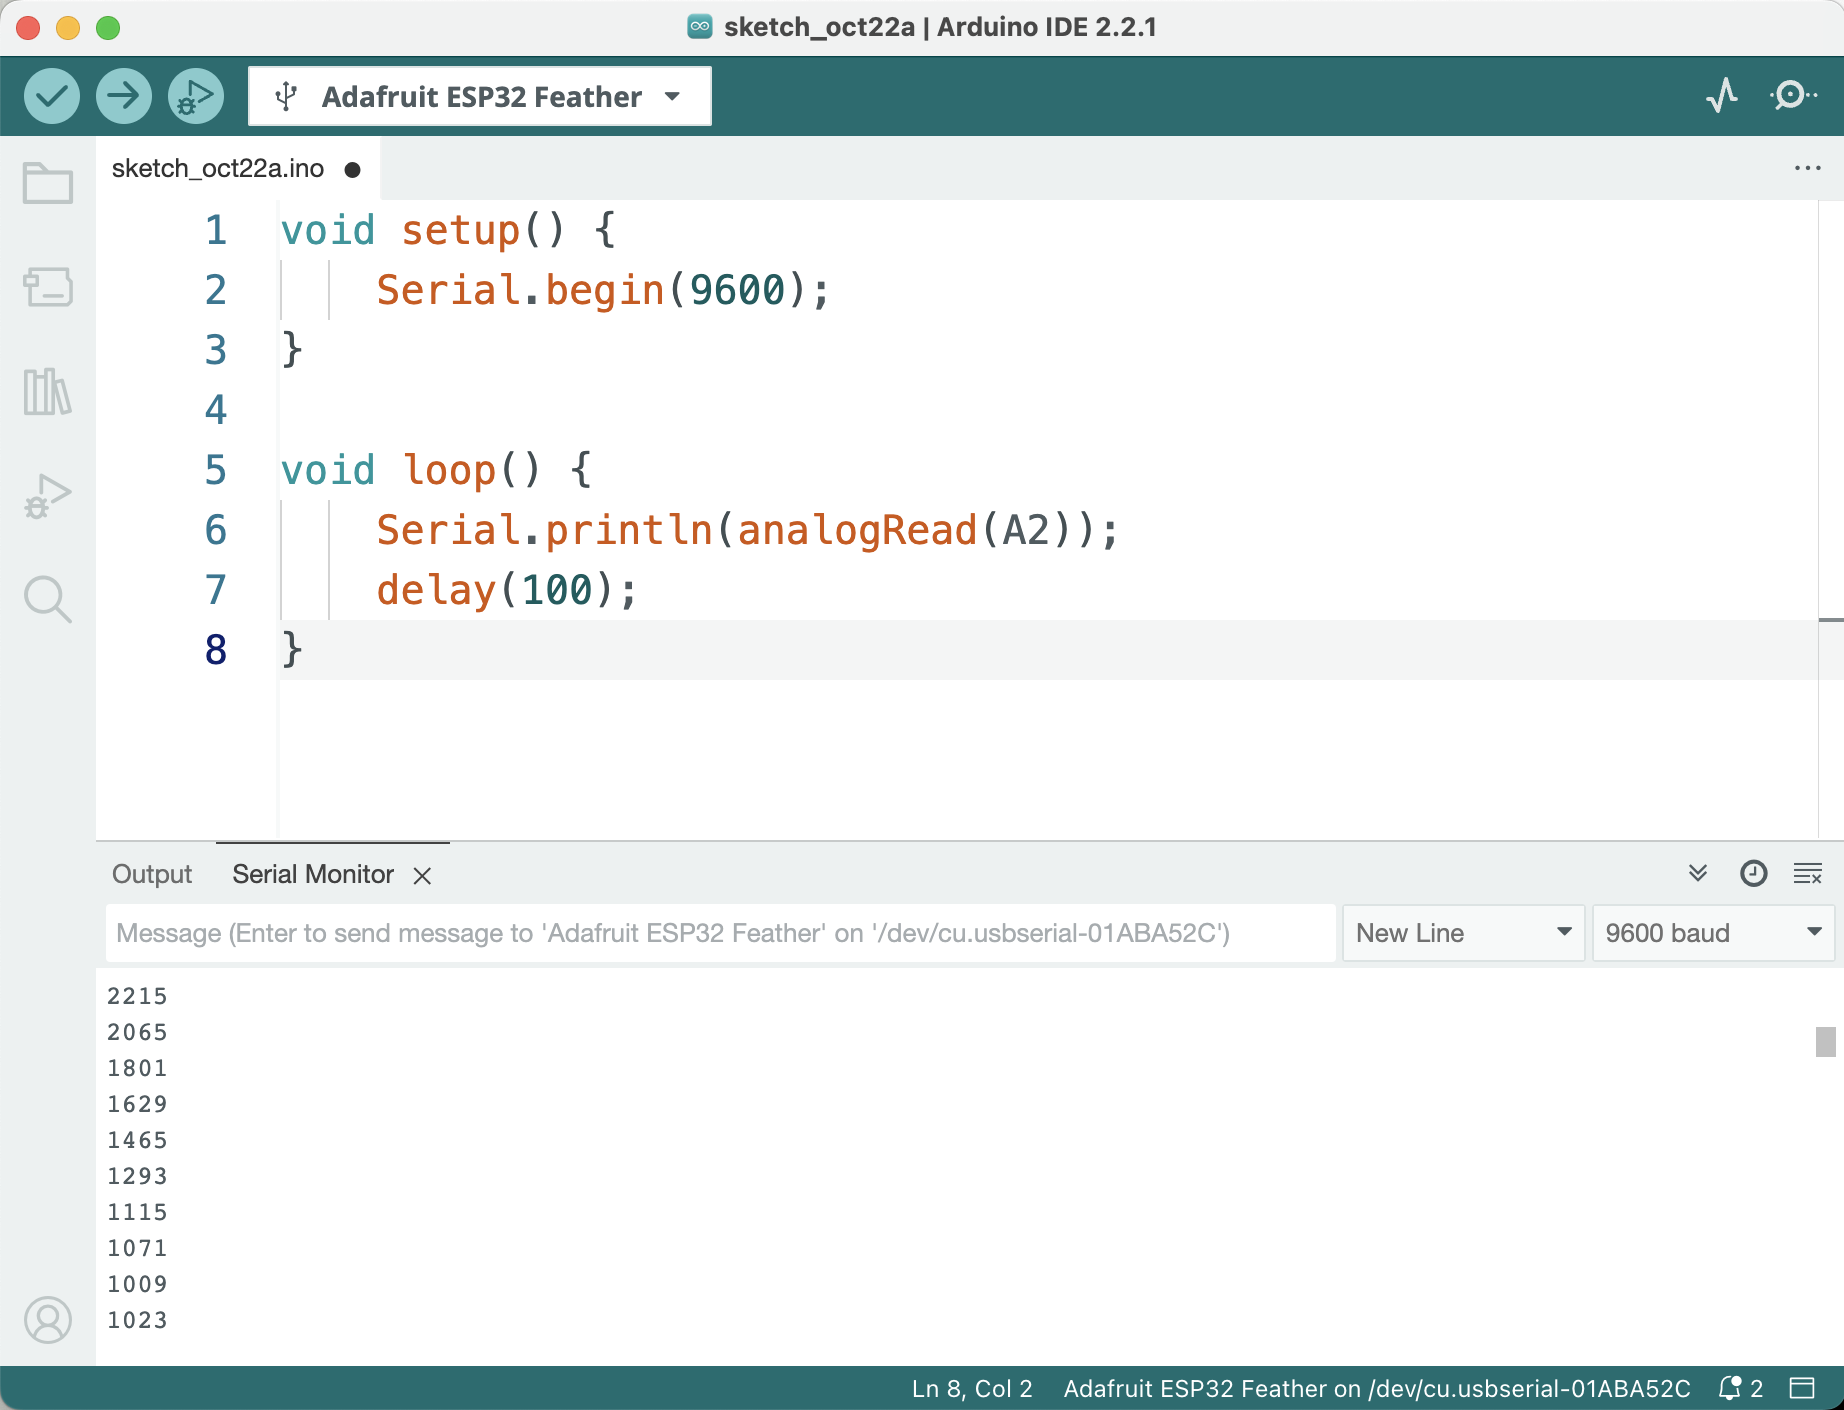 sketch_oct22a | Arduino IDE 2.2.1
Adafruit ESP32 Feather
sketch_oct22a.ino
1 void setup() {
2 Serial.begin(9600);
3 }
4
5 void loop() {
6 Serial.println(analogRead(A2));
7 delay(100);
8 }
Output Serial Monitor
Message (Enter to send message to 'Adafruit ESP32 Feather' on '/dev/cu.usbserial-01ABA52C') New Line 9600 baud
2215
2065
1801
1629
1465
1293
1115
1071
1009
1023
Ln 8, Col 2 Adafruit ESP32 Feather on /dev/cu.usbserial-01ABA52C 2